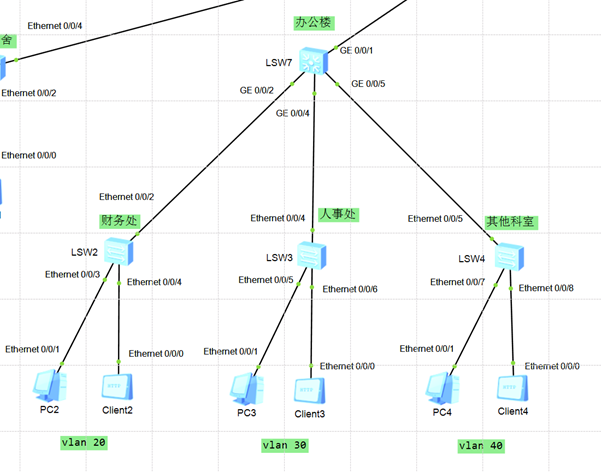 Ethernet 0/0/4
办公楼
舍
GE 0/0/1
LSW7
Ethernet 0/0/2
GE 0/0/2
GE 0/0/5
GE 0/0/4
Ethernet 0/0/0
Ethernet 0/0/2
财务处
Ethernet 0/0/4
人事处
Ethernet 0/0/5
其他科室
LSW2
LSW3
LSW4
Ethernet 0/0/3
Ethernet 0/0/4
Ethernet 0/0/5
Ethernet 0/0/6
Ethernet 0/0/7
Ethernet 0/0/8
Ethernet 0/0/1
Ethernet 0/0/0
Ethernet 0/0/1
Ethernet 0/0/0
Ethernet 0/0/1
Ethernet 0/0/0
PC2
Client2
PC3
Client3
PC4
Client4
vlan 20
vlan 30
vlan 40